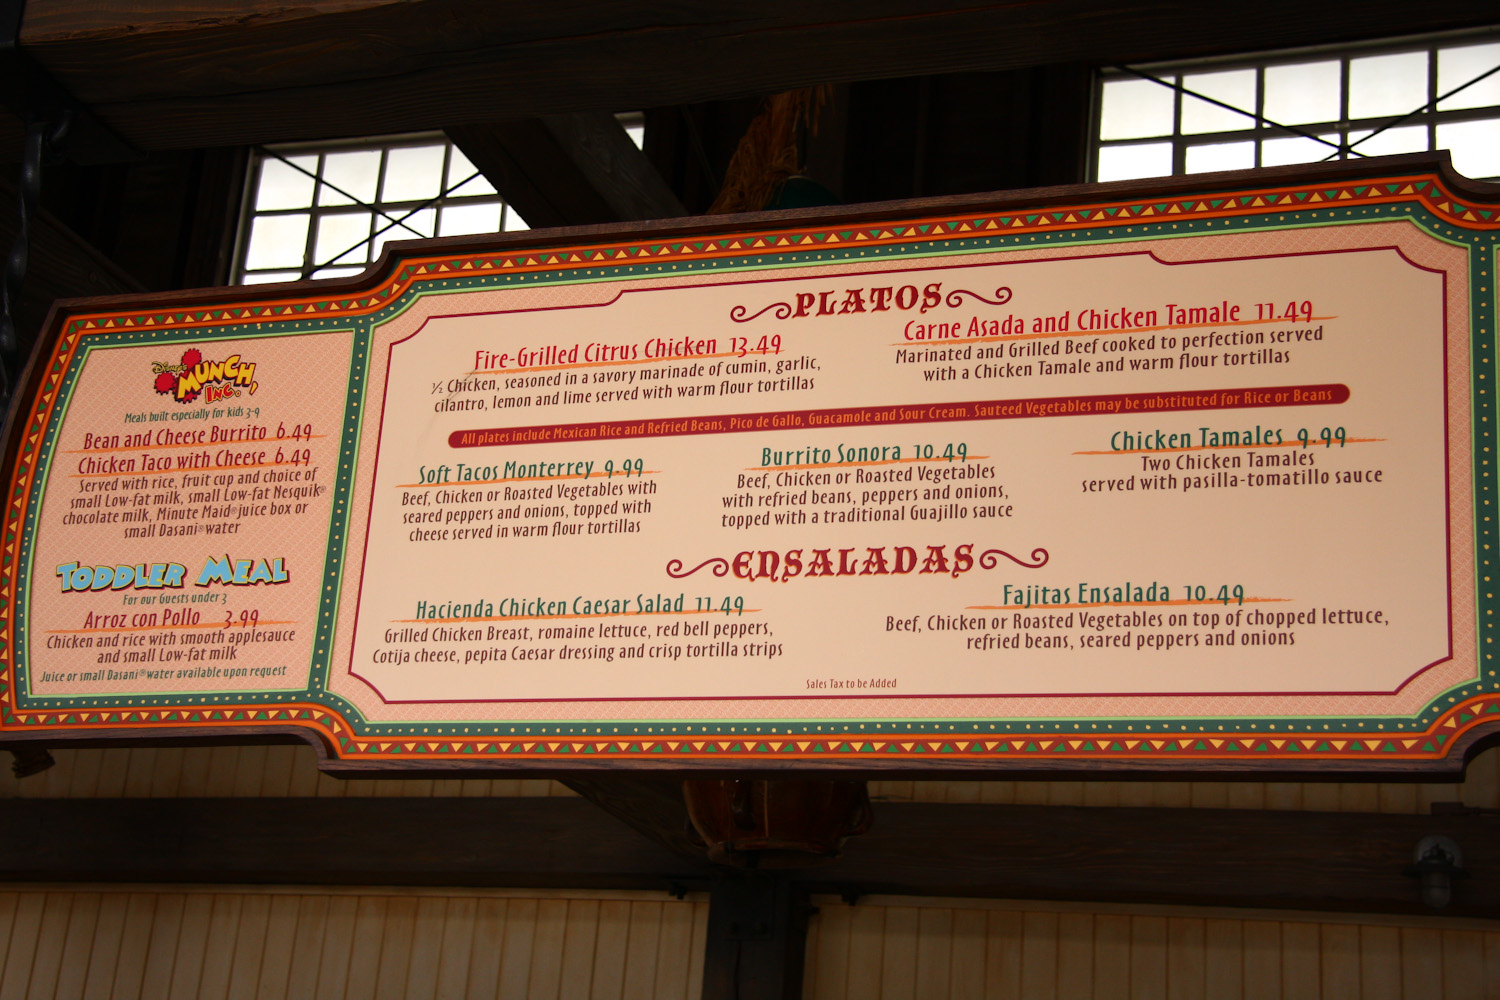 Disney's
MUNCH,
INC.
Meals built especially for kids 3-9
Bean and Cheese Burrito 6.49
Chicken Taco with Cheese 6.49
Served with rice, fruit cup and choice of
small Low-fat milk, small Low-fat Nesquik®
chocolate milk, Minute Maid® juice box or
small Dasani® water
TODDLER MEAL
For our Guests under 3
Arroz con Pollo 3.99
Chicken and rice with smooth applesauce
and small Low-fat milk
Juice or small Dasani® water available upon request
PLATOS
Fire-Grilled Citrus Chicken 13.49
½ Chicken, seasoned in a savory marinade of cumin, garlic,
cilantro, lemon and lime served with warm flour tortillas
Carne Asada and Chicken Tamale 11.49
Marinated and Grilled Beef cooked to perfection served
with a Chicken Tamale and warm flour tortillas
All plates include Mexican Rice and Refried Beans, Pico de Gallo, Guacamole and Sour Cream. Sauteed Vegetables may be substituted for Rice or Beans
Soft Tacos Monterrey 9.99
Beef, Chicken or Roasted Vegetables with
seared peppers and onions, topped with
cheese served in warm flour tortillas
Burrito Sonora 10.49
Beef, Chicken or Roasted Vegetables
with refried beans, peppers and onions,
topped with a traditional Guajillo sauce
Chicken Tamales 9.99
Two Chicken Tamales
served with pasilla-tomatillo sauce
ENSALADAS
Hacienda Chicken Caesar Salad 11.49
Grilled Chicken Breast, romaine lettuce, red bell peppers,
Cotija cheese, pepita Caesar dressing and crisp tortilla strips
Fajitas Ensalada 10.49
Beef, Chicken or Roasted Vegetables on top of chopped lettuce,
refried beans, seared peppers and onions
Sales Tax to be Added